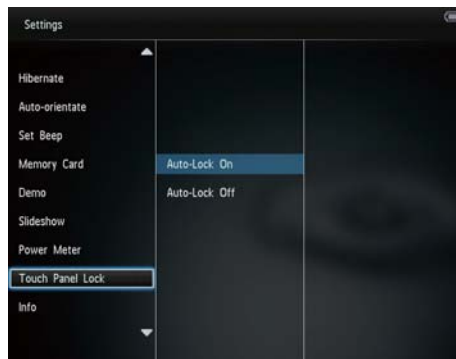 Settings
Hibernate
Auto-orientate
Set Beep
Memory Card
Auto-Lock On
Demo
Auto-Lock Off
Slideshow
Power Meter
Touch Panel Lock
Info